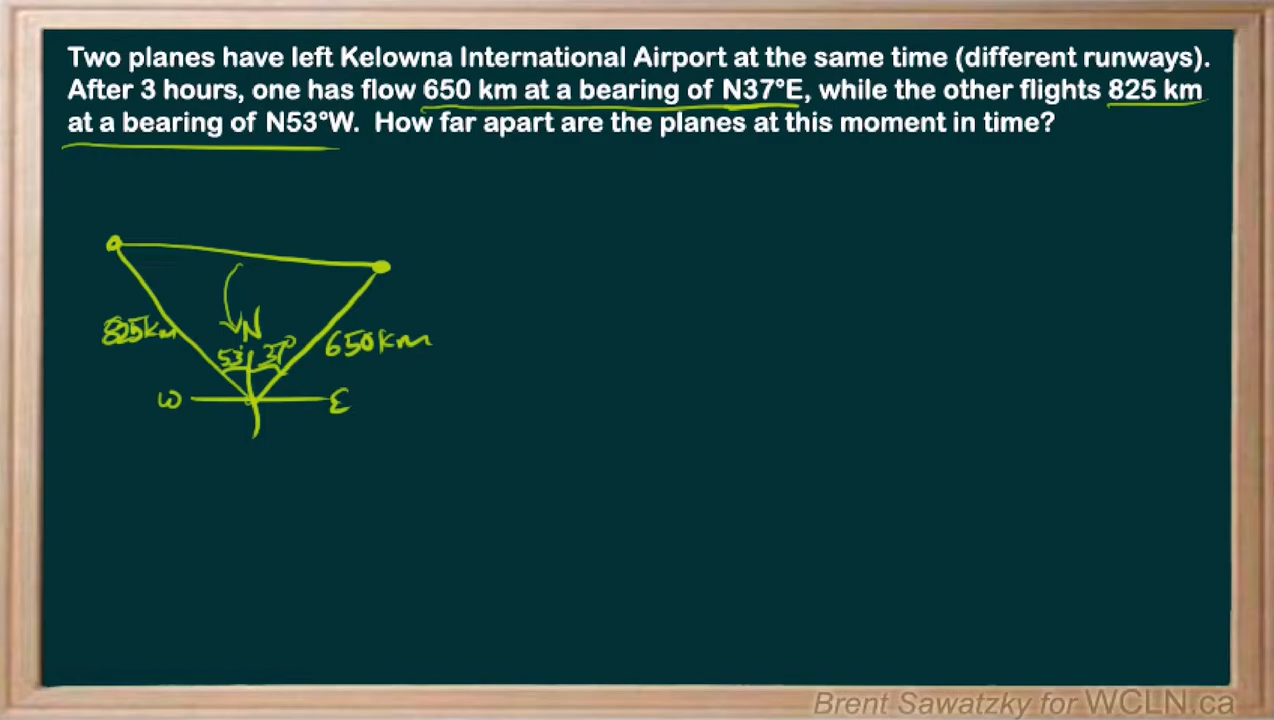 Two planes have left Kelowna International Airport at the same time (different runways).
After 3 hours, one has flow 650 km at a bearing of N37°E, while the other flights 825 km
at a bearing of N53°W.  How far apart are the planes at this moment in time?
N
825km
53° 37°
650km
W E
Brent Sawatzky for WCLN.ca